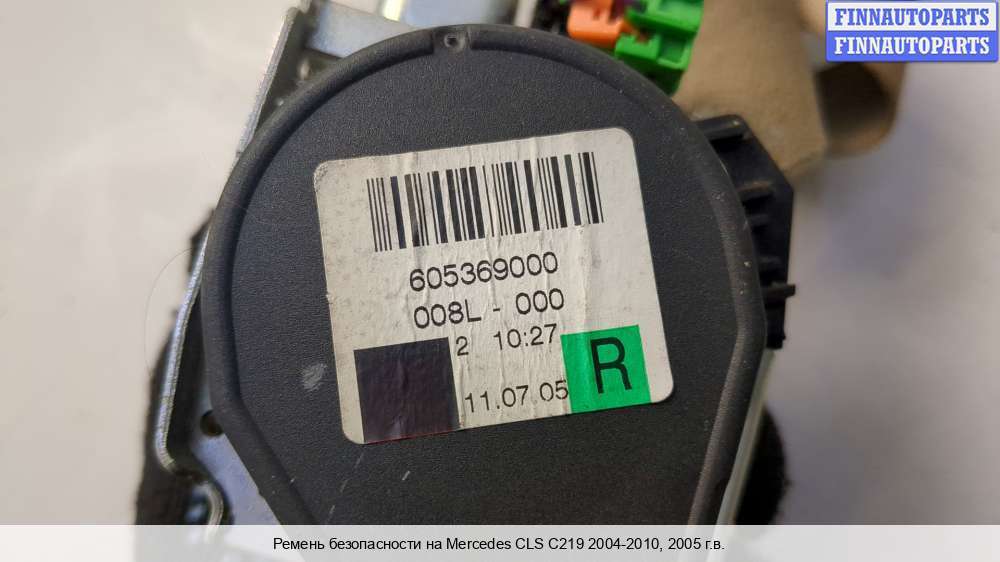 FINNAUTOPARTS
FINNAUTOPARTS
605369000
008L - 000
2 10:27
11.07.05
R
Ремень безопасности на Mercedes CLS C219 2004-2010, 2005 г.в.